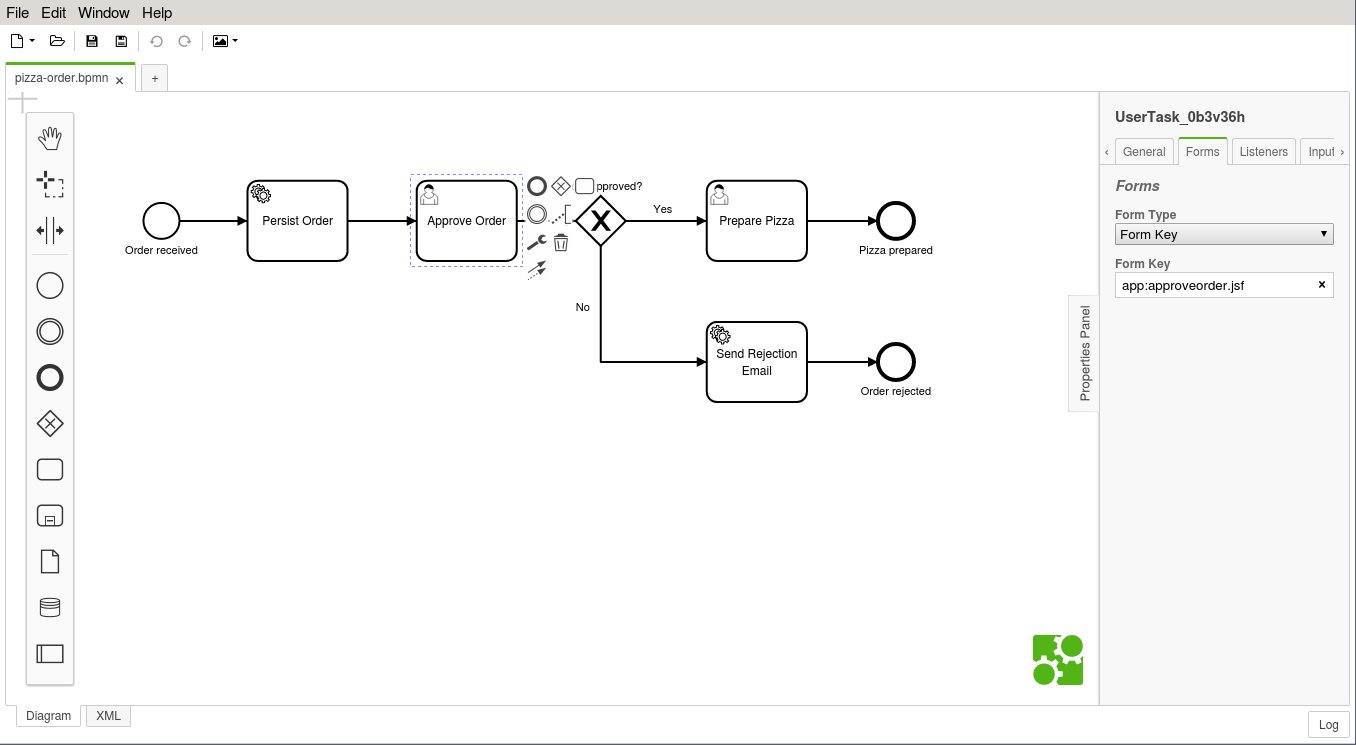 File Edit Window Help
pizza-order.bpmn ×
+
UserTask_0b3v36h
‹ General Forms Listeners Input ›
Forms
Form Type
Form Key
Form Key
app:approveorder.jsf ×
Properties Panel
Order received
Persist Order
Approve Order
pproved?
Yes
No
X
Prepare Pizza
Pizza prepared
Send Rejection
Email
Order rejected
Diagram XML
Log